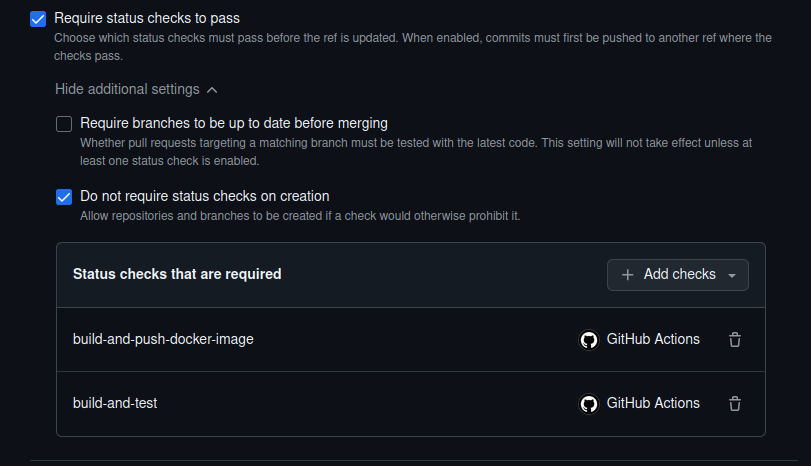 Require status checks to pass
Choose which status checks must pass before the ref is updated. When enabled, commits must first be pushed to another ref where the
checks pass.
Hide additional settings
Require branches to be up to date before merging
Whether pull requests targeting a matching branch must be tested with the latest code. This setting will not take effect unless at
least one status check is enabled.
Do not require status checks on creation
Allow repositories and branches to be created if a check would otherwise prohibit it.
Status checks that are required
Add checks
build-and-push-docker-image
GitHub Actions
build-and-test
GitHub Actions